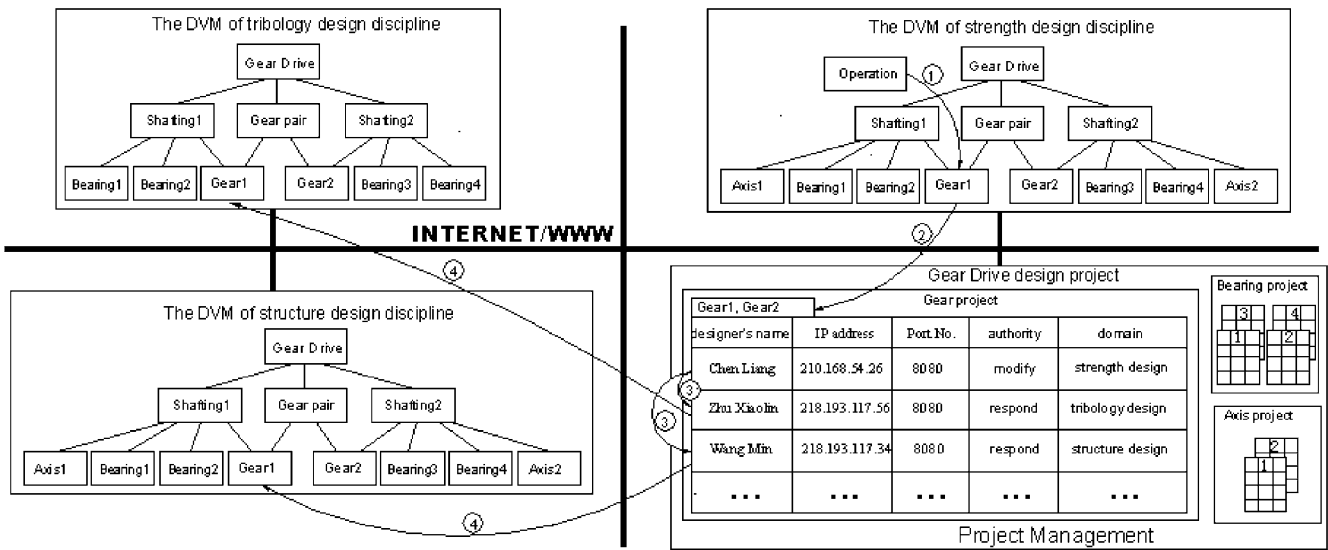 The DVM of tribology design discipline
Gear Drive
Shafting1 Gear pair Shafting2
Bearing1 Bearing2 Gear1 Gear2 Bearing3 Bearing4
The DVM of strength design discipline
Operation 1 Gear Drive
Shafting1 Gear pair Shafting2
Axis1 Bearing1 Bearing2 Gear1 Gear2 Bearing3 Bearing4 Axis2
2
INTERNET/WWW
4
The DVM of structure design discipline
Gear Drive
Shafting1 Gear pair Shafting2
Axis1 Bearing1 Bearing2 Gear1 Gear2 Bearing3 Bearing4 Axis2
4
Gear Drive design project
Gear project
Gear1, Gear2
designer's name IP address Port No. authority domain
Chen Liang 210.168.54.26 8080 modify strength design
3
Zhu Xiaolin 218.193.117.56 8080 respond tribology design
3
Wang Min 218.193.117.34 8080 respond structure design
... ... ... ... ...
Bearing project
3 4
1 2
Axis project
2
1
Project Management